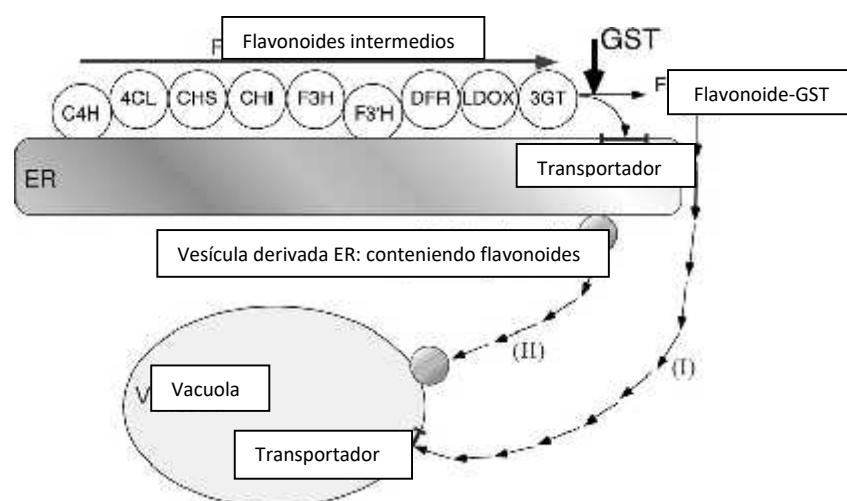 Flavonoides intermedios
GST
C4H
4CL
CHS
CHI
F3H
F3'H
DFR
LDOX
3GT
F
Flavonoide-GST
Transportador
ER
Vesícula derivada ER: conteniendo flavonoides
(II)
(I)
V
Vacuola
Transportador